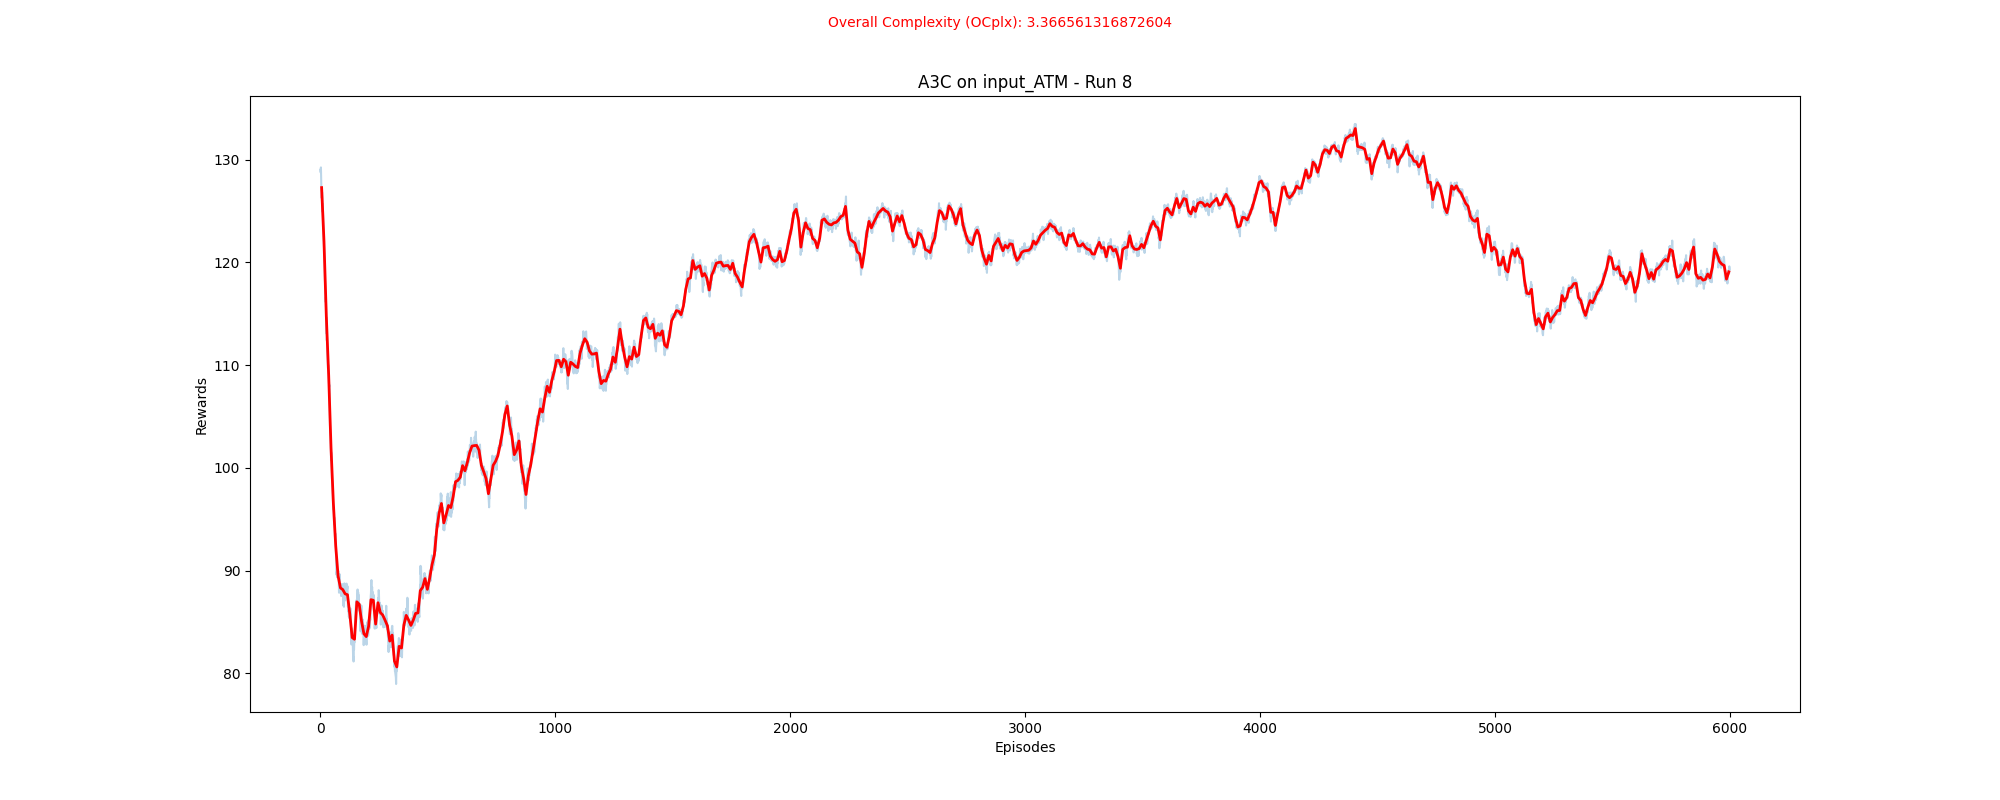 Overall Complexity (OCplx): 3.366561316872604
A3C on input_ATM - Run 8
Rewards
130
120
110
100
90
80
0 1000 2000 3000 4000 5000 6000
Episodes